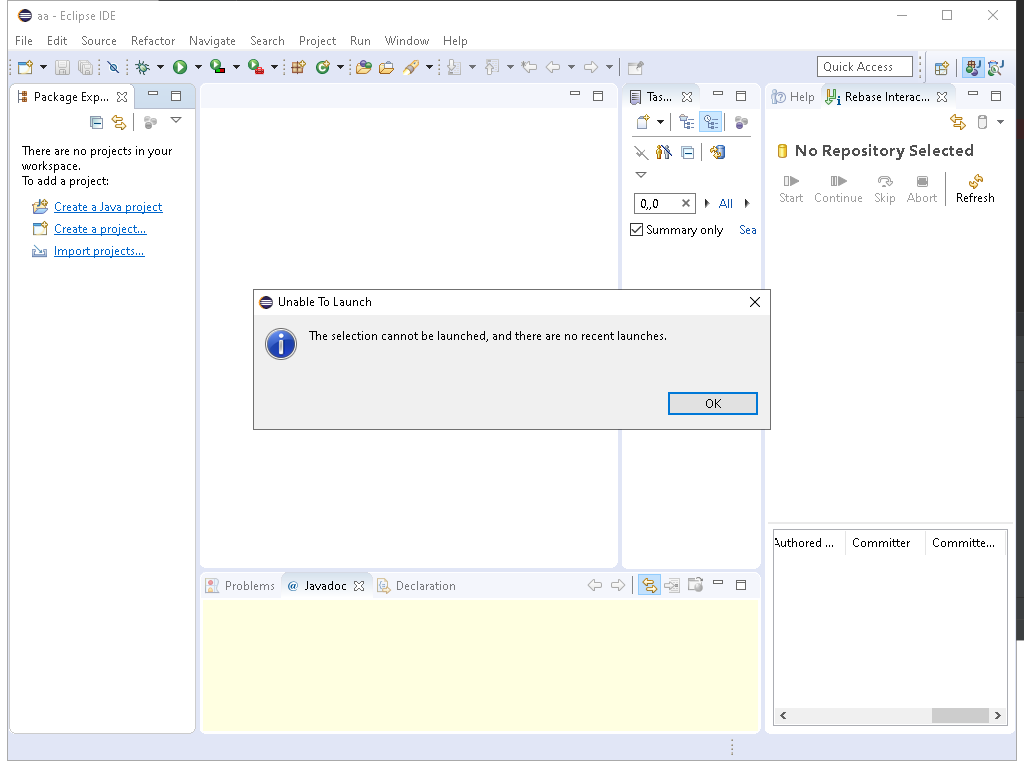 aa - Eclipse IDE
File Edit Source Refactor Navigate Search Project Run Window Help
Quick Access
Package Exp...
There are no projects in your
workspace.
To add a project:
Create a Java project
Create a project...
Import projects...
Tas...
0,,0
All
Summary only
Sea
Help
Rebase Interac...
No Repository Selected
Start Continue Skip Abort Refresh
Unable To Launch
The selection cannot be launched, and there are no recent launches.
OK
Authored ... Committer Committe...
Problems @ Javadoc Declaration